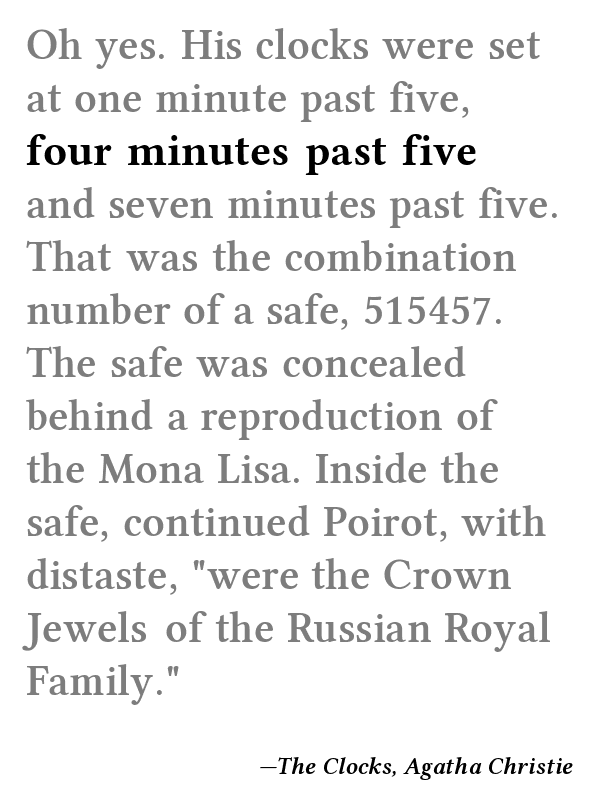 Oh yes. His clocks were set
at one minute past five,
four minutes past five
and seven minutes past five.
That was the combination
number of a safe, 515457.
The safe was concealed
behind a reproduction of
the Mona Lisa. Inside the
safe, continued Poirot, with
distaste, "were the Crown
Jewels of the Russian Royal
Family."
—The Clocks, Agatha Christie